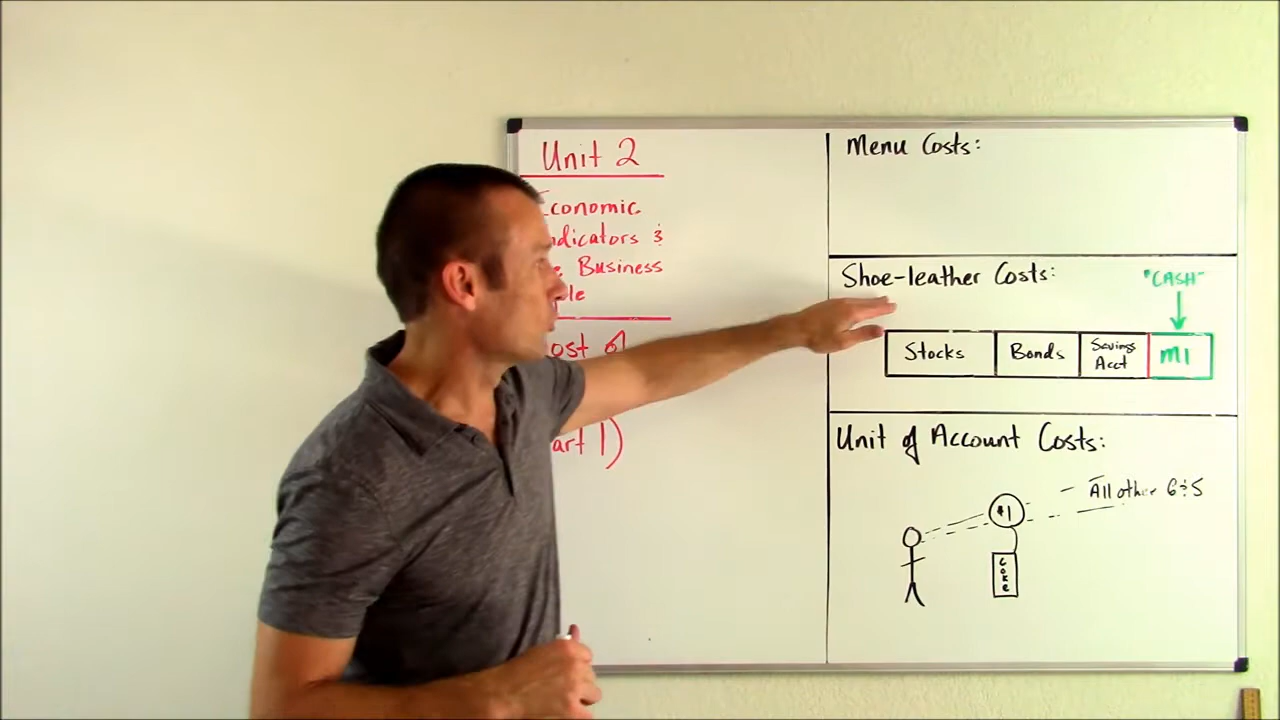 Unit 2
Economic
ndicators &
Business
le
ost of
art 1)
Menu Costs:
Shoe-leather Costs:
"CASH"
Stocks
Bonds
Savings
Acct
M1
Unit of Account Costs:
All other G & S
$1
COKE